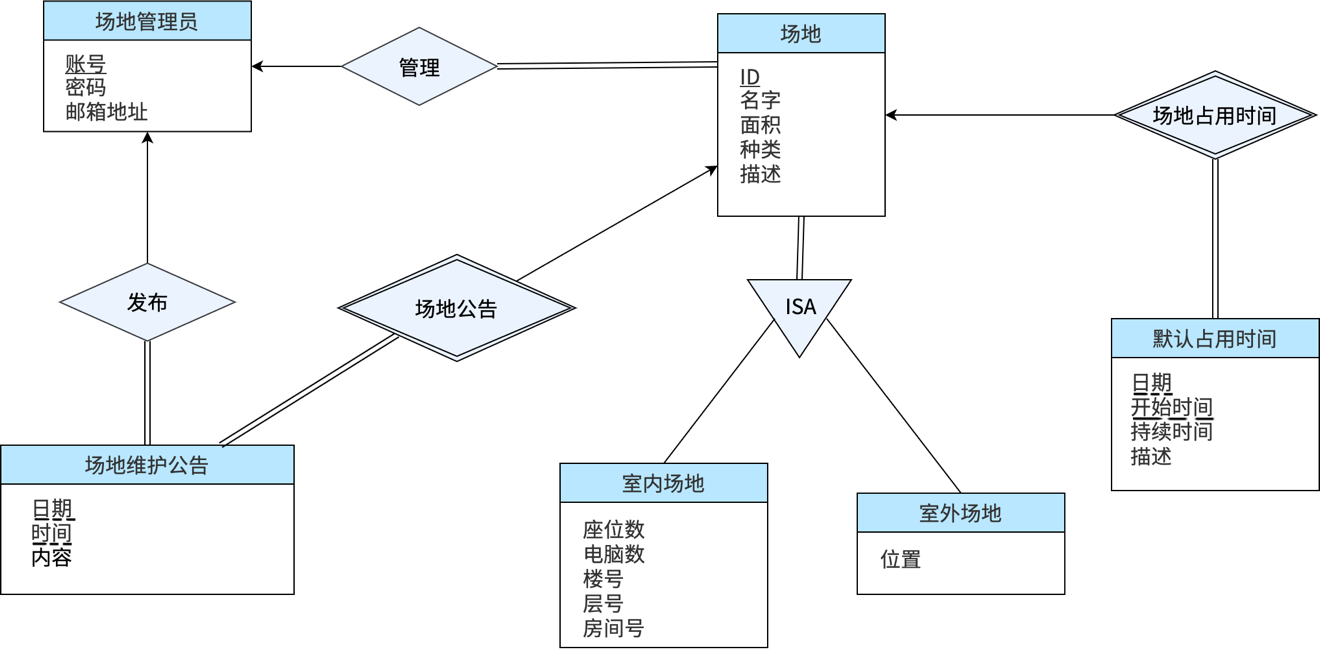 场地管理员
账号
密码
邮箱地址
管理
场地
ID
名字
面积
种类
描述
场地占用时间
发布
场地公告
ISA
默认占用时间
日期
开始时间
持续时间
描述
场地维护公告
日期
时间
内容
室内场地
座位数
电脑数
楼号
层号
房间号
室外场地
位置